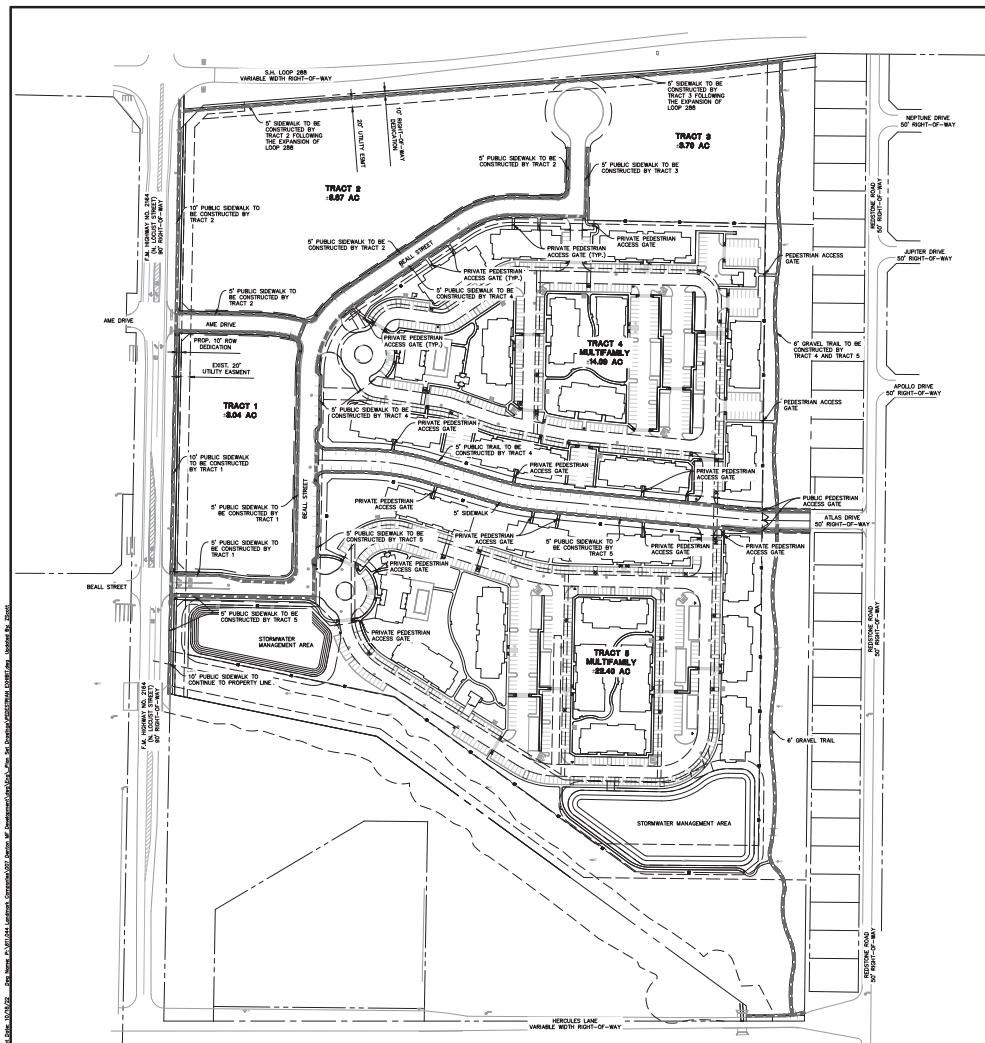 S.H. LOOP 288
VARIABLE WIDTH RIGHT-OF-WAY
5' SIDEWALK TO BE
CONSTRUCTED BY
TRACT 3 FOLLOWING
THE EXPANSION OF
LOOP 288
5' SIDEWALK TO BE
CONSTRUCTED BY
TRACT 2 FOLLOWING
THE EXPANSION OF
LOOP 288
10' RIGHT-OF-WAY
DEDICATION
20' UTILITY ESMT
NEPTUNE DRIVE
50' RIGHT-OF-WAY
TRACT 3
5' PUBLIC SIDEWALK TO BE
CONSTRUCTED BY TRACT 2
5' PUBLIC SIDEWALK TO BE
CONSTRUCTED BY TRACT 3
TRACT 2
10' PUBLIC SIDEWALK TO
BE CONSTRUCTED BY
TRACT 2
F.M. HIGHWAY NO. 2164
(N. LOCUST STREET)
90' RIGHT-OF-WAY
REDSTONE ROAD
50' RIGHT-OF-WAY
5' PUBLIC SIDEWALK TO BE
CONSTRUCTED BY TRACT 2
BEALL STREET
PRIVATE PEDESTRIAN
ACCESS GATE
PRIVATE PEDESTRIAN
ACCESS GATE (TYP.)
PEDESTRIAN ACCESS
GATE
JUPITER DRIVE
50' RIGHT-OF-WAY
PRIVATE PEDESTRIAN
ACCESS GATE (TYP.)
5' PUBLIC SIDEWALK TO BE
CONSTRUCTED BY TRACT 4
5' PUBLIC SIDEWALK TO
BE CONSTRUCTED BY
TRACT 2
AME DRIVE
AME DRIVE
PROP. 10' ROW
DEDICATION
PRIVATE PEDESTRIAN
ACCESS GATE (TYP.)
TRACT 4
MULTIFAMILY
6' GRAVEL TRAIL TO BE
CONSTRUCTED BY
TRACT 4 AND TRACT 5
EXIST. 20'
UTILITY EASMENT
PEDESTRIAN ACCESS
GATE
APOLLO DRIVE
50' RIGHT-OF-WAY
TRACT 1
5' PUBLIC SIDEWALK TO BE
CONSTRUCTED BY
TRACT 4
PRIVATE PEDESTRIAN
ACCESS GATE
5' PUBLIC TRAIL TO BE
CONSTRUCTED BY TRACT 4
10' PUBLIC SIDEWALK
TO BE CONSTRUCTED
BY TRACT 1
PRIVATE PEDESTRIAN
ACCESS GATE
PRIVATE PEDESTRIAN
ACCESS GATE
BEALL STREET
5' PUBLIC SIDEWALK TO
BE CONSTRUCTED BY
TRACT 1
PRIVATE PEDESTRIAN
ACCESS GATE
5' SIDEWALK
PUBLIC PEDESTRIAN
ACCESS GATE
ATLAS DRIVE
50' RIGHT-OF-WAY
5' PUBLIC SIDEWALK TO BE
CONSTRUCTED BY TRACT 5
PRIVATE PEDESTRIAN
ACCESS GATE
5' PUBLIC SIDEWALK TO
BE CONSTRUCTED BY
TRACT 5
PRIVATE PEDESTRIAN
ACCESS GATE
PRIVATE PEDESTRIAN
ACCESS GATE
5' PUBLIC SIDEWALK TO
BE CONSTRUCTED BY
TRACT 1
PRIVATE PEDESTRIAN
ACCESS GATE
BEALL STREET
5' PUBLIC SIDEWALK TO BE
CONSTRUCTED BY TRACT 5
STORMWATER
MANAGEMENT AREA
PRIVATE PEDESTRIAN
ACCESS GATE
REDSTONE ROAD
50' RIGHT-OF-WAY
TRACT 5
MULTIFAMILY
10' PUBLIC SIDEWALK TO
CONTINUE TO PROPERTY LINE
F.M. HIGHWAY NO. 2164
(N. LOCUST STREET)
90' RIGHT-OF-WAY
6' GRAVEL TRAIL
STORMWATER MANAGEMENT AREA
REDSTONE ROAD
50' RIGHT-OF-WAY
HERCULES LANE
VARIABLE WIDTH RIGHT-OF-WAY